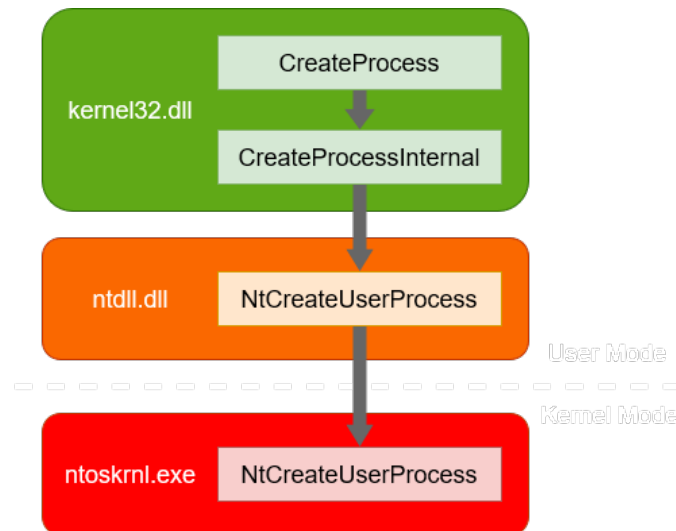 CreateProcess
kernel32.dll
CreateProcessInternal
ntdll.dll
NtCreateUserProcess
User Mode
Kernel Mode
ntoskrnl.exe
NtCreateUserProcess